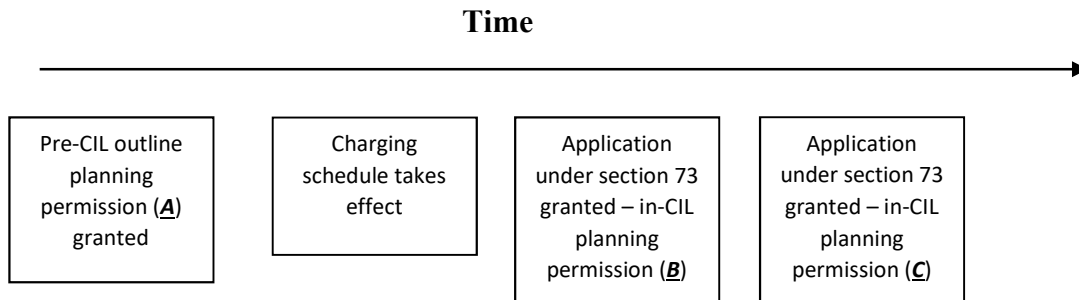 Time
Pre-CIL outline
planning
permission (A)
granted
Charging
schedule takes
effect
Application
under section 73
granted – in-CIL
planning
permission (B)
Application
under section 73
granted – in-CIL
planning
permission (C)